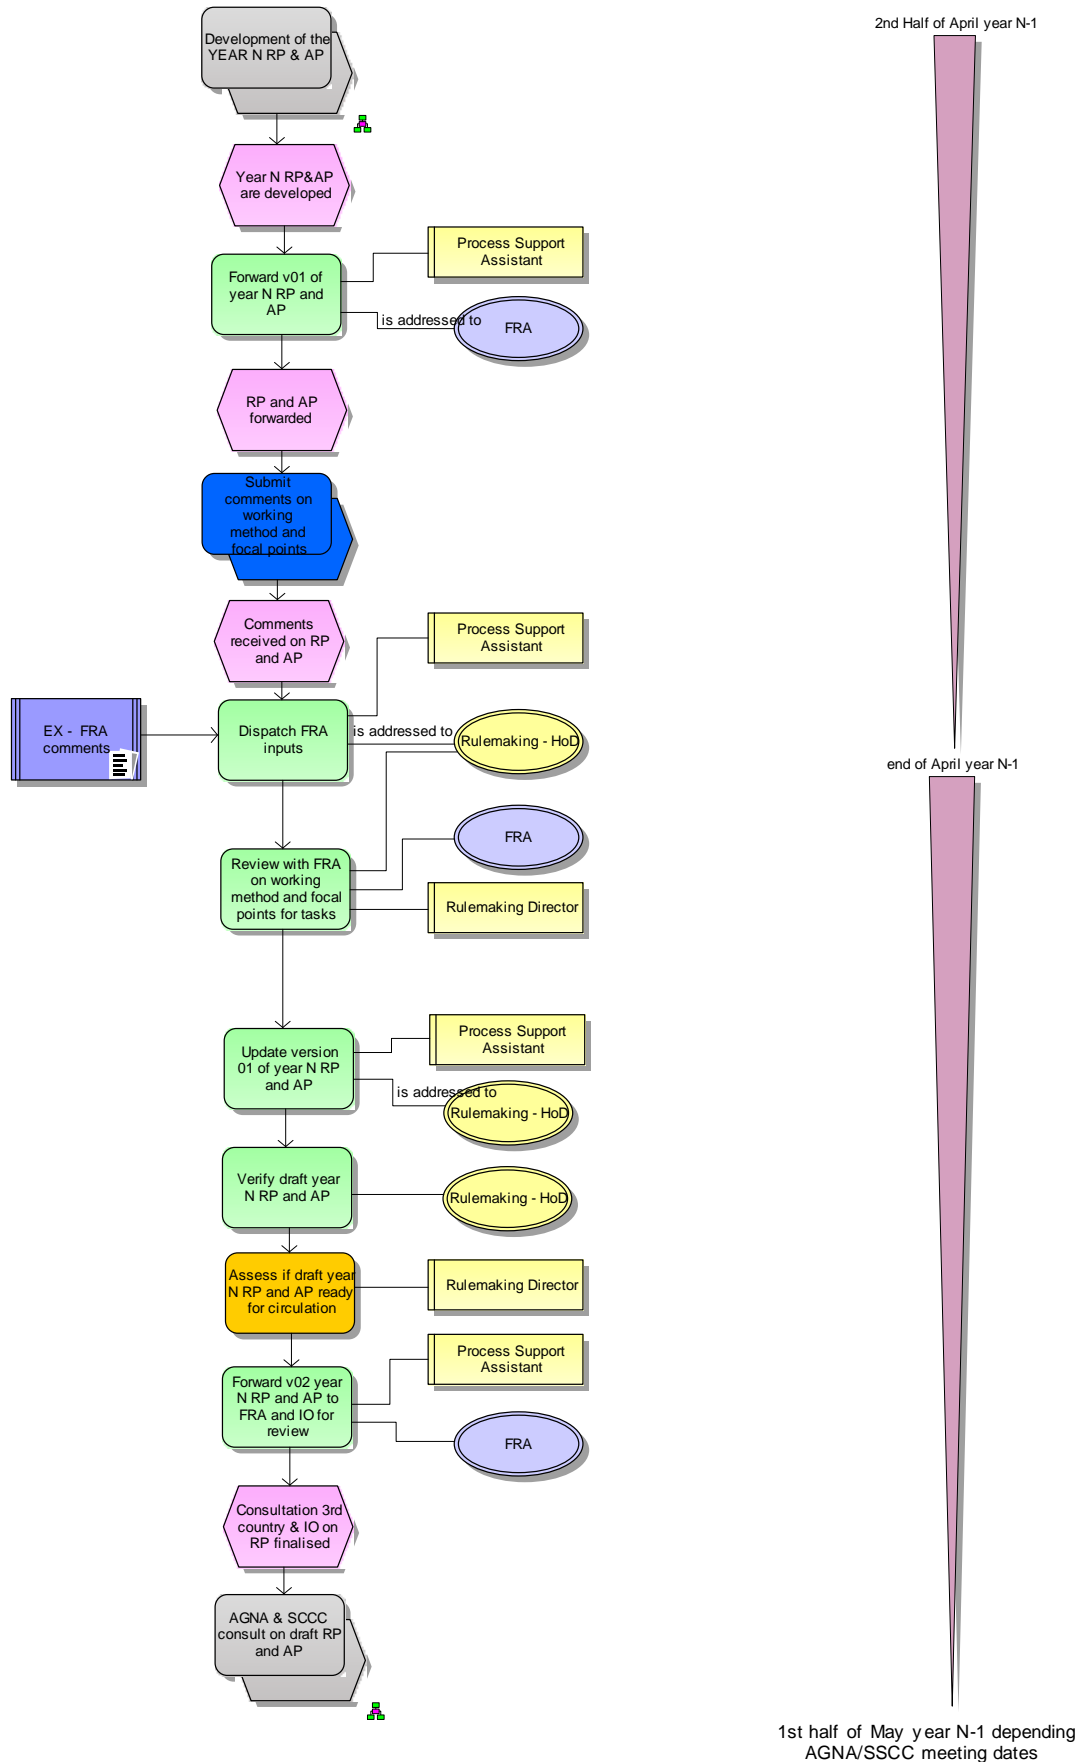 2nd Half of April year N-1
Development of the
YEAR N RP & AP
Year N RP&AP
are developed
Process Support
Assistant
Forward v01 of
year N RP and
AP
is addressed to
FRA
RP and AP
forwarded
Submit
comments on
working
method and
focal points
Comments
received on RP
and AP
Process Support
Assistant
EX - FRA
comments
Dispatch FRA
inputs
is addressed to
Rulemaking - HoD
end of April year N-1
FRA
Review with FRA
on working
method and focal
points for tasks
Rulemaking Director
Process Support
Assistant
Update version
01 of year N RP
and AP
is addressed to
Rulemaking - HoD
Verify draft year
N RP and AP
Rulemaking - HoD
Assess if draft year
N RP and AP ready
for circulation
Rulemaking Director
Process Support
Assistant
Forward v02 year
N RP and AP to
FRA and IO for
review
FRA
Consultation 3rd
country & IO on
RP finalised
AGNA & SCCC
consult on draft RP
and AP
1st half of May year N-1 depending
AGNA/SSCC meeting dates